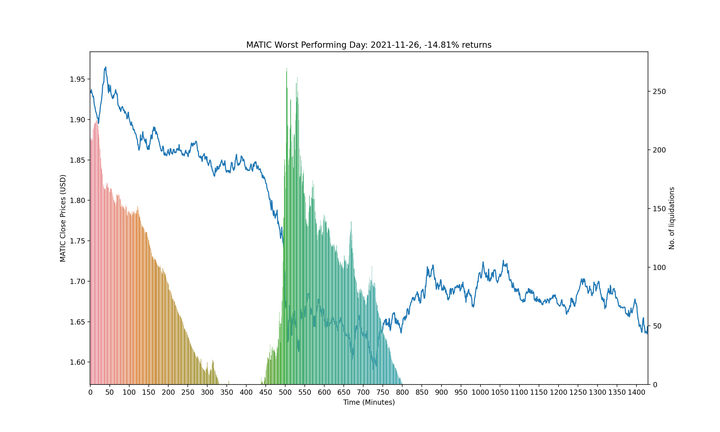 MATIC Worst Performing Day: 2021-11-26, -14.81% returns
MATIC Close Prices (USD)
1.95
1.90
1.85
1.80
1.75
1.70
1.65
1.60
250
200
150
100
50
0
No. of liquidations
0 50 100 150 200 250 300 350 400 450 500 550 600 650 700 750 800 850 900 950 1000 1050 1100 1150 1200 1250 1300 1350 1400
Time (Minutes)